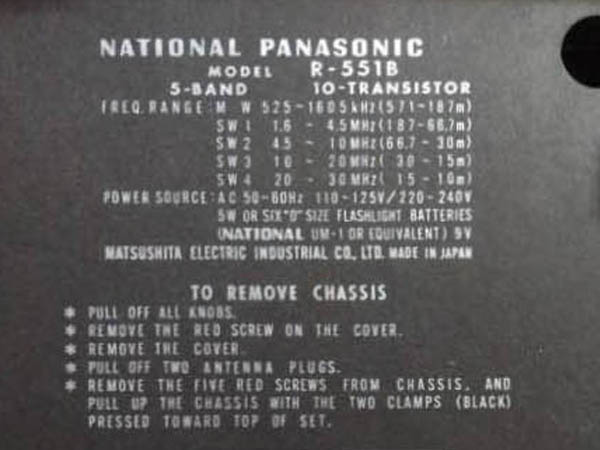 NATIONAL PANASONIC
MODEL R-551B
5-BAND 10-TRANSISTOR
FREQ. RANGE: M W 525-1605kHz(571-187m)
SW 1 1.6 - 4.5MHz(187-66.7m)
SW 2 4.5 - 10MHz(66.7-30m)
SW 3 10 - 20MHz( 30-15m)
SW 4 20 - 30MHz( 15-10m)
POWER SOURCE: AC 50-60Hz 110-125V/220-240V
5W OR SIX "D" SIZE FLASHLIGHT BATTERIES
(NATIONAL UM-1 OR EQUIVALENT) 9V
MATSUSHITA ELECTRIC INDUSTRIAL CO., LTD. MADE IN JAPAN
TO REMOVE CHASSIS
* PULL OFF ALL KNOBS.
* REMOVE THE RED SCREW ON THE COVER.
* REMOVE THE COVER.
* PULL OFF TWO ANTENNA PLUGS.
* REMOVE THE FIVE RED SCREWS FROM CHASSIS, AND
PULL UP THE CHASSIS WITH THE TWO CLAMPS (BLACK)
PRESSED TOWARD TOP OF SET.